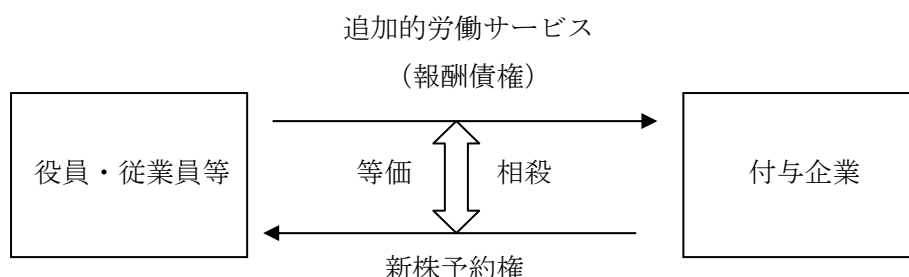 追加的労働サービス
（報酬債権）
役員・従業員等
等価
相殺
付与企業
新株予約権